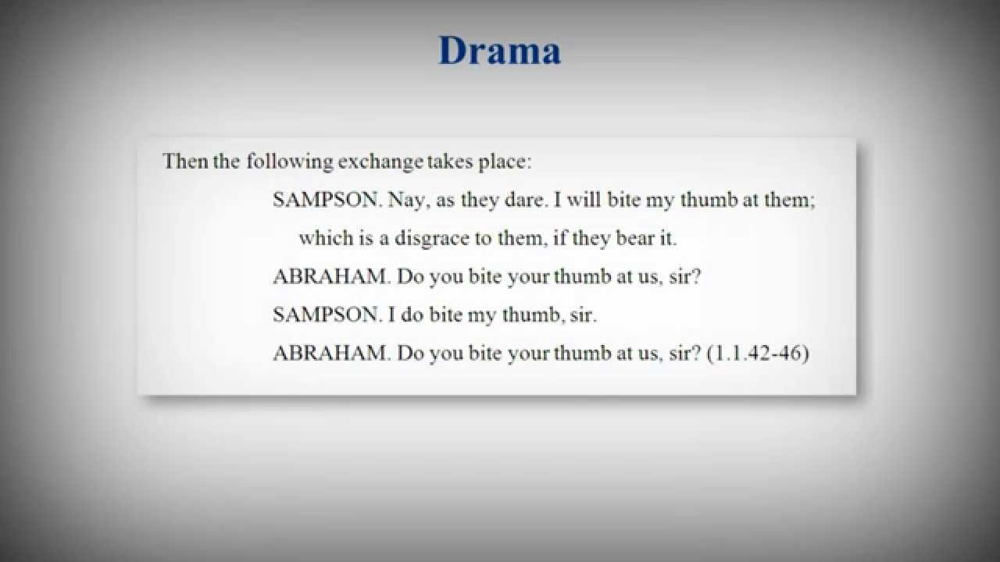 Drama
Then the following exchange takes place:
SAMPSON. Nay, as they dare. I will bite my thumb at them;
which is a disgrace to them, if they bear it.
ABRAHAM. Do you bite your thumb at us, sir?
SAMPSON. I do bite my thumb, sir.
ABRAHAM. Do you bite your thumb at us, sir? (1.1.42-46)